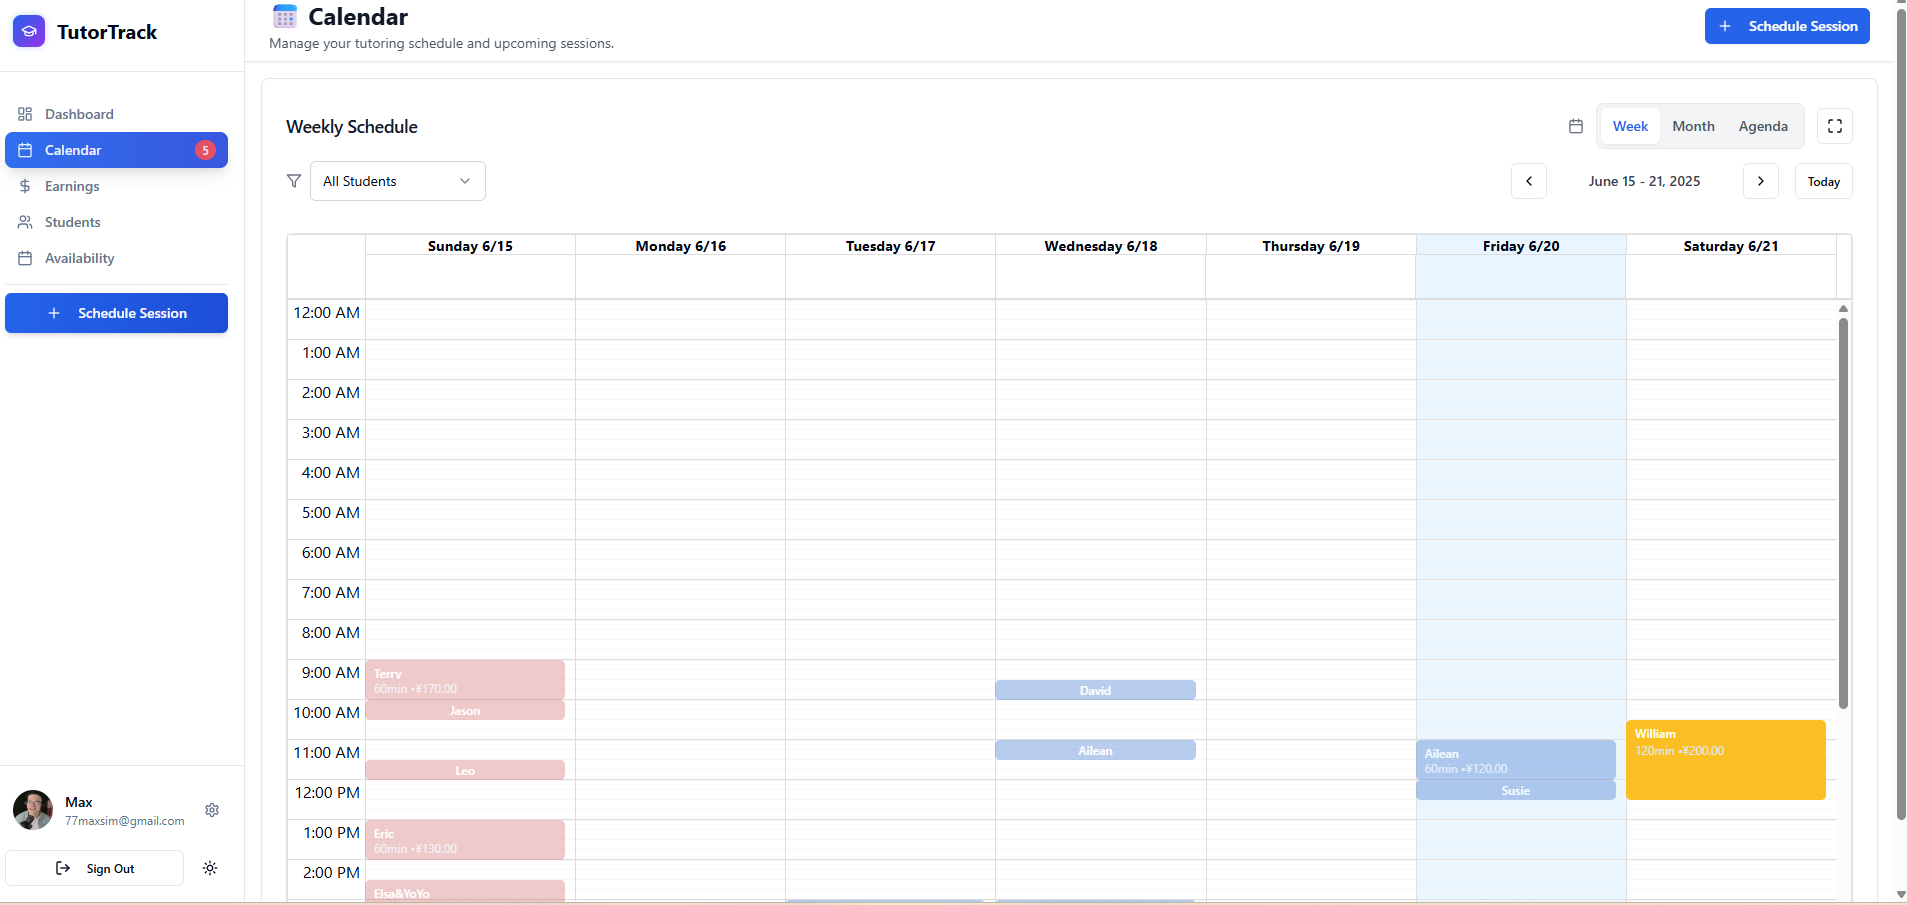 TutorTrack
Dashboard
Calendar 5
Earnings
Students
Availability
+ Schedule Session
Max
77maxsim@gmail.com
Sign Out
Calendar
Manage your tutoring schedule and upcoming sessions.
+ Schedule Session
Weekly Schedule
Week Month Agenda
All Students
June 15 - 21, 2025
Today
Sunday 6/15 Monday 6/16 Tuesday 6/17 Wednesday 6/18 Thursday 6/19 Friday 6/20 Saturday 6/21
12:00 AM
1:00 AM
2:00 AM
3:00 AM
4:00 AM
5:00 AM
6:00 AM
7:00 AM
8:00 AM
9:00 AM
Terry
60min •¥170.00
David
10:00 AM
Jason
William
120min •¥200.00
11:00 AM
Ailean
Ailean
60min •¥120.00
Leo
12:00 PM
Susie
1:00 PM
Eric
60min •¥130.00
2:00 PM
Elsa&YoYo